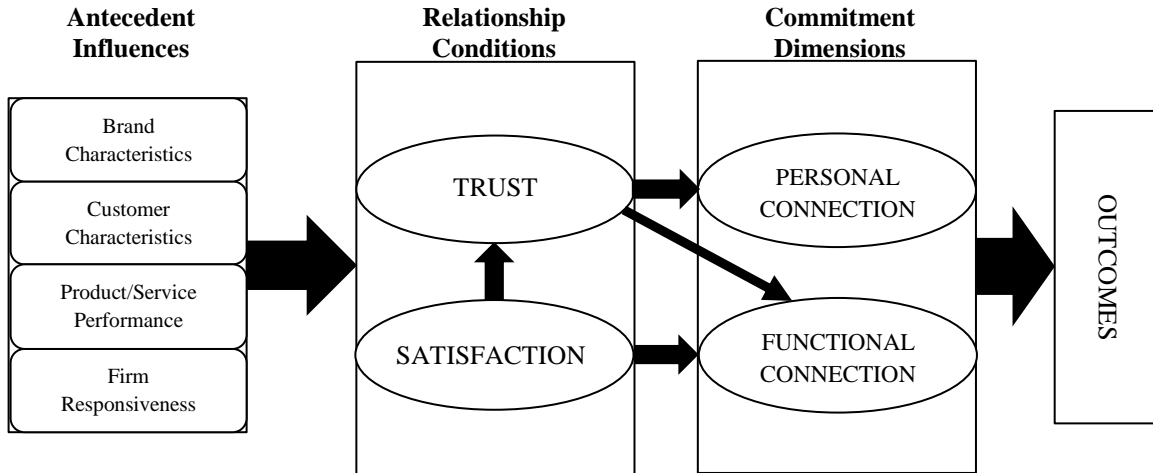 Antecedent
Influences
Relationship
Conditions
Commitment
Dimensions
Brand
Characteristics
Customer
Characteristics
Product/Service
Performance
Firm
Responsiveness
TRUST
SATISFACTION
PERSONAL
CONNECTION
FUNCTIONAL
CONNECTION
OUTCOMES